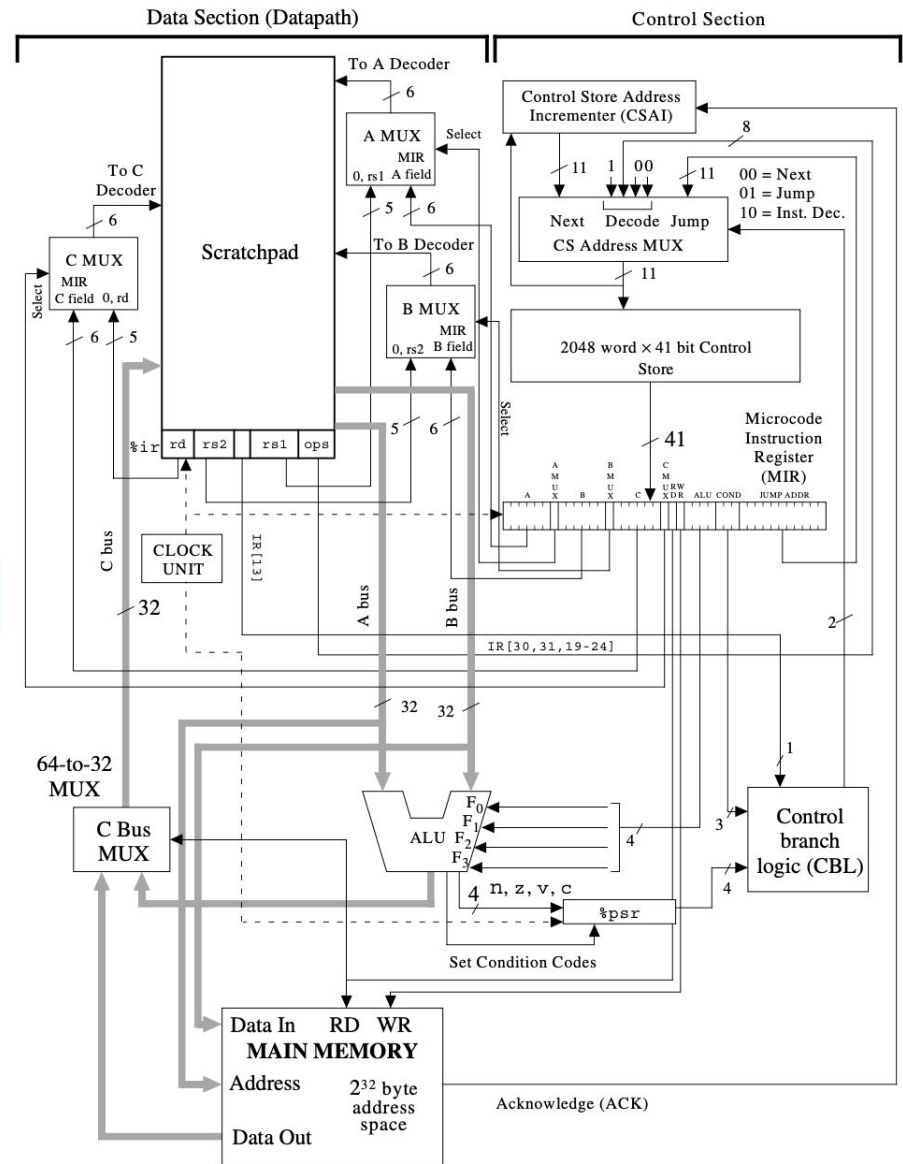 Data Section (Datapath)
Control Section
To A Decoder
6
A MUX
MIR
0, rs1 A field
Select
5
6
To C
Decoder
6
C MUX
MIR
C field 0, rd
Select
6
5
Scratchpad
To B Decoder
6
B MUX
MIR
0, rs2 B field
Select
5
6
%ir rd rs2 rs1 ops
Control Store Address
Incrementer (CSAI)
8
11
1 00
11
00 = Next
01 = Jump
10 = Inst. Dec.
Next Decode Jump
CS Address MUX
11
2048 word × 41 bit Control
Store
41
Microcode
Instruction
Register
(MIR)
A
AMUX
B
BMUX
C
CMUX
RD
WR
ALU
COND
JUMP ADDR
CLOCK
UNIT
IR[13]
C bus
32
A bus
B bus
IR[30,31,19-24]
2
32
32
64-to-32
MUX
C Bus
MUX
ALU
F0
F1
F2
F3
4
1
3
Control
branch
logic (CBL)
4
4
n, z, v, c
%psr
Set Condition Codes
Data In RD WR
MAIN MEMORY
Address
2³² byte
address
space
Data Out
Acknowledge (ACK)